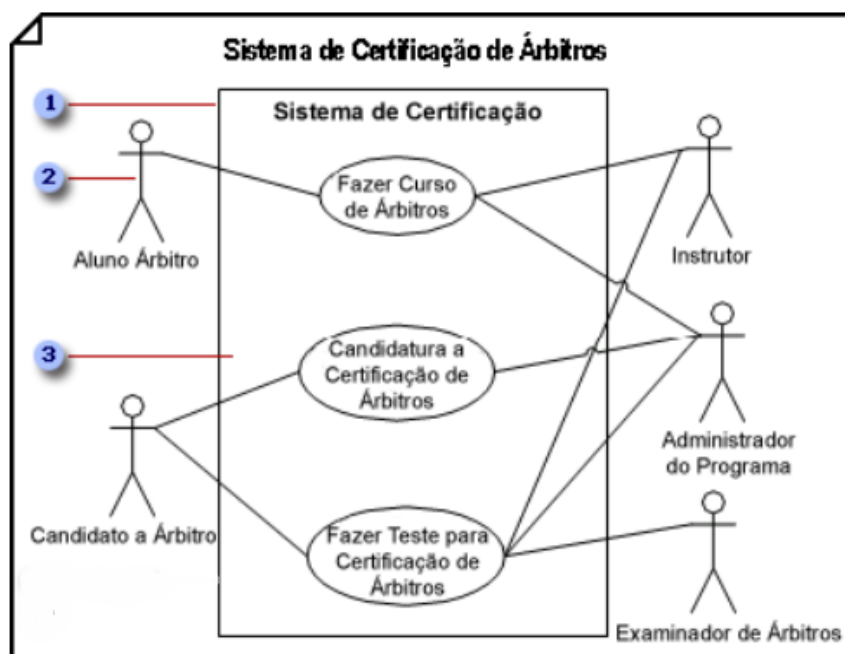 Sistema de Certificação de Árbitros
1
Sistema de Certificação
2
Fazer Curso
de Árbitros
Aluno Árbitro
Instrutor
3
Candidatura a
Certificação de
Árbitros
Administrador
do Programa
Candidato a Árbitro
Fazer Teste para
Certificação de
Árbitros
Examinador de Árbitros